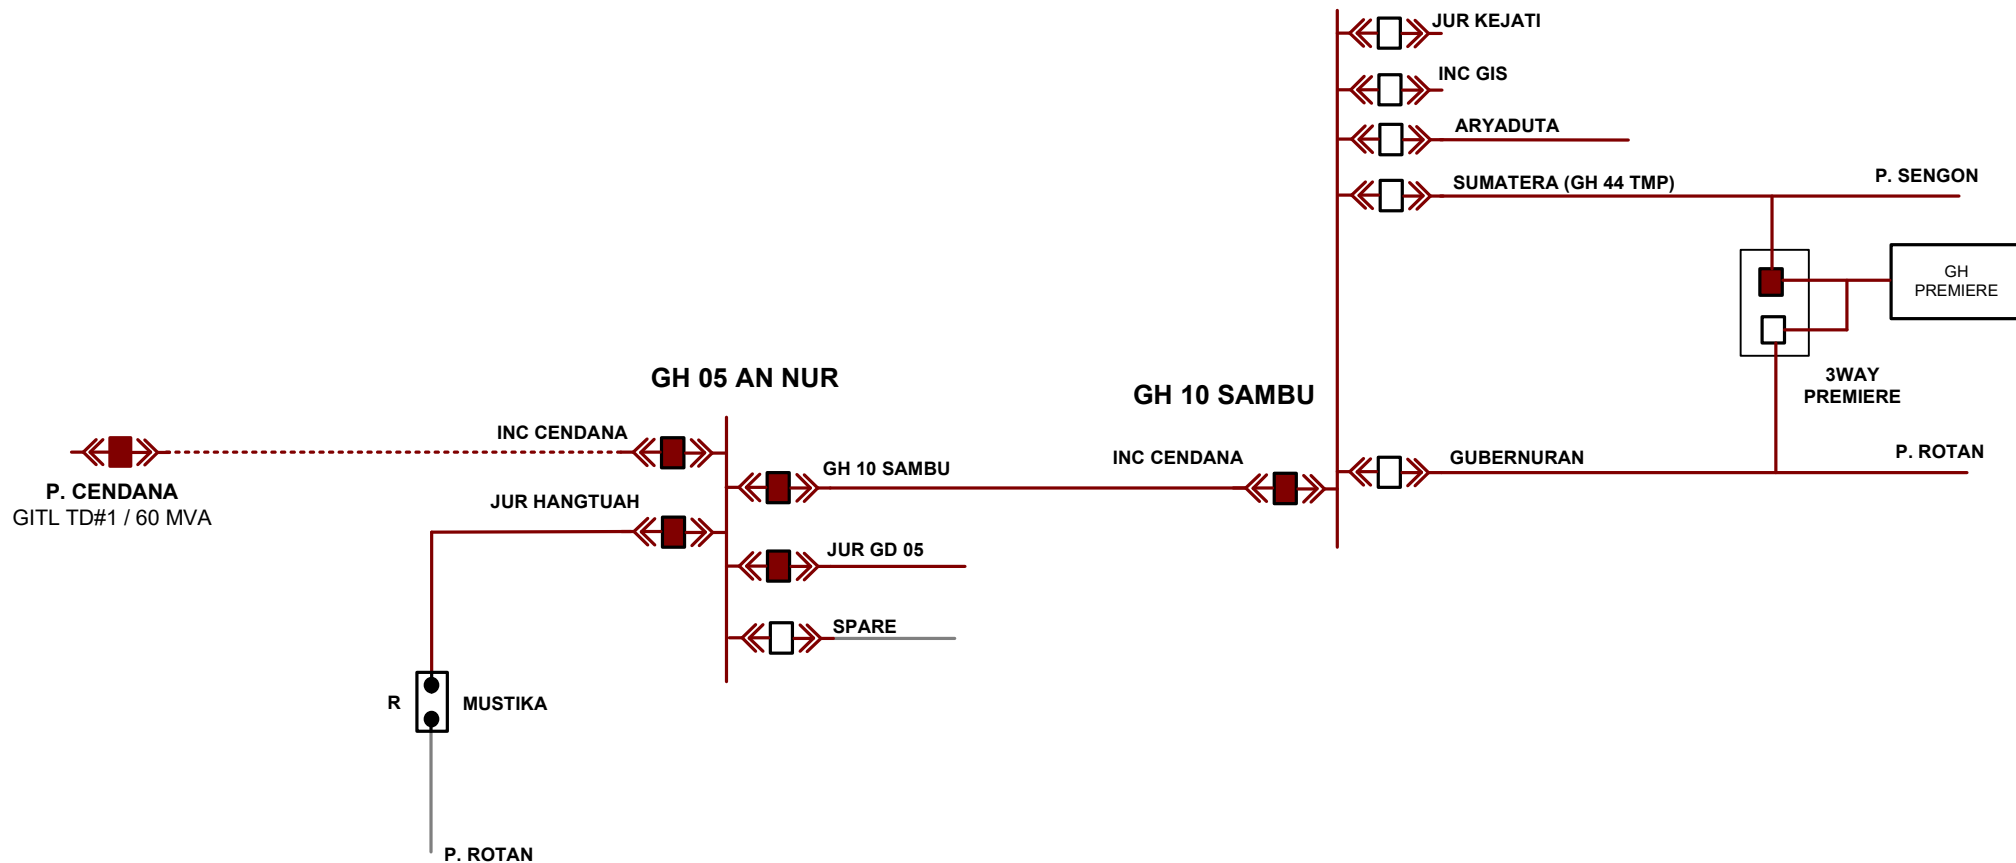 JUR KEJATI
INC GIS
ARYADUTA
SUMATERA (GH 44 TMP)
P. SENGON
GH
PREMIERE
3WAY
PREMIERE
GH 05 AN NUR
GH 10 SAMBU
INC CENDANA
GH 10 SAMBU
INC CENDANA
GUBERNURAN
P. ROTAN
P. CENDANA
GITL TD#1 / 60 MVA
JUR HANGTUAH
JUR GD 05
SPARE
R
MUSTIKA
P. ROTAN